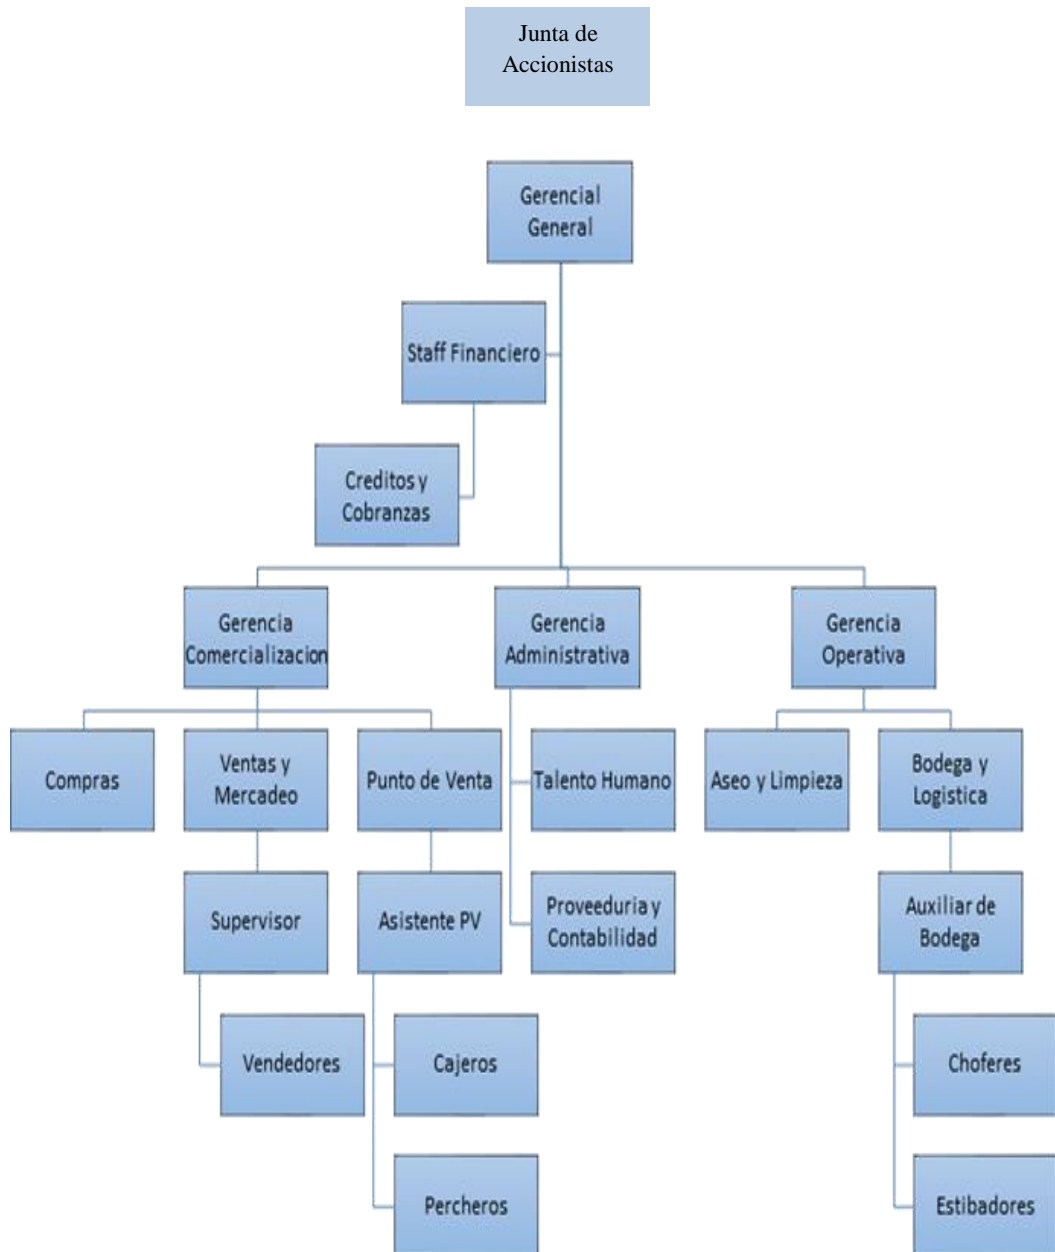 Junta de
Accionistas
Gerencial
General
Staff Financiero
Creditos y
Cobranzas
Gerencia
Comercializacion
Gerencia
Administrativa
Gerencia
Operativa
Compras
Ventas y
Mercadeo
Punto de Venta
Talento Humano
Aseo y Limpieza
Bodega y
Logistica
Supervisor
Asistente PV
Proveeduria y
Contabilidad
Auxiliar de
Bodega
Vendedores
Cajeros
Choferes
Percheros
Estibadores